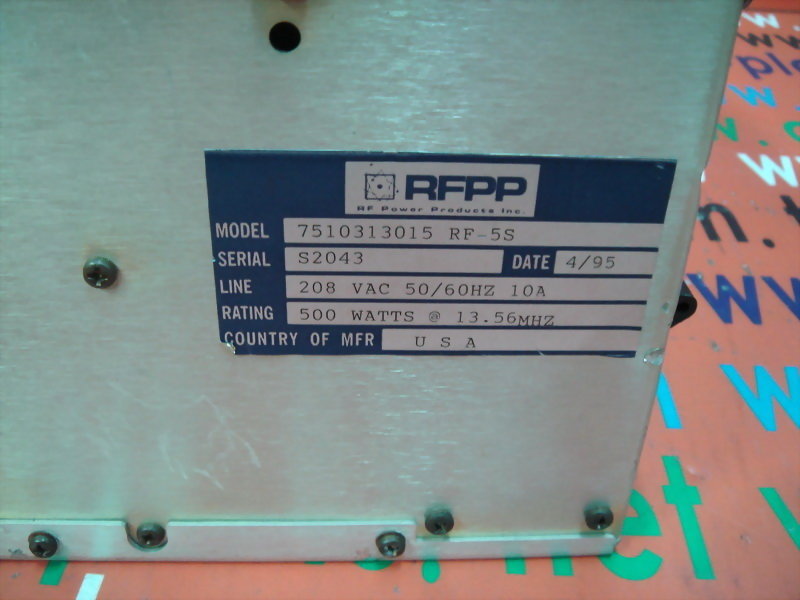 RFPP
RF Power Products Inc.
MODEL 7510313015 RF-5S
SERIAL S2043 DATE 4/95
LINE 208 VAC 50/60HZ 10A
RATING 500 WATTS @ 13.56MHZ
COUNTRY OF MFR U S A